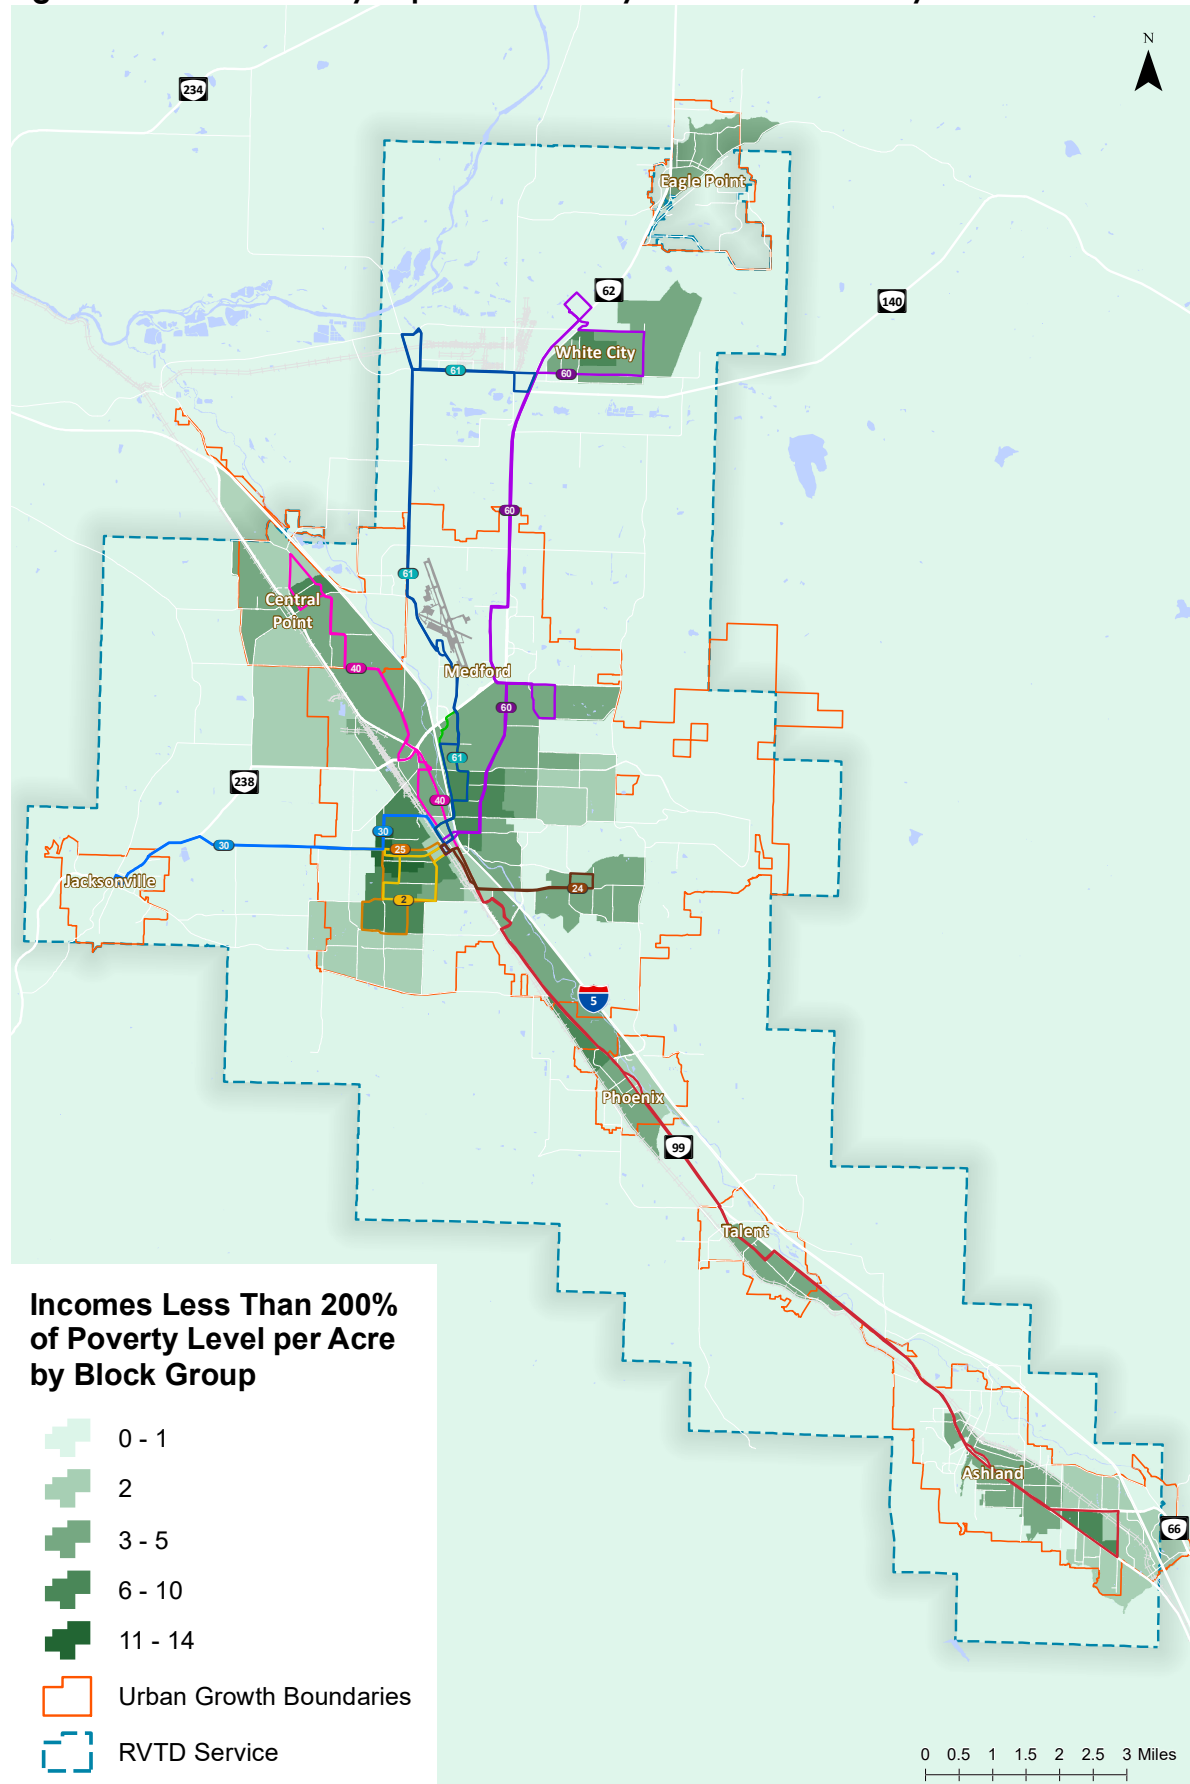 N
234
Eagle Point
62
140
White City
61
60
60
61
Central
Point
Medford
40
60
61
238
40
30
30
25
Jacksonville
24
2
5
Phoenix
99
Talent
Incomes Less Than 200%
of Poverty Level per Acre
by Block Group
0 - 1
2
3 - 5
6 - 10
11 - 14
Urban Growth Boundaries
RVTD Service
Ashland
66
0 0.5 1 1.5 2 2.5 3 Miles